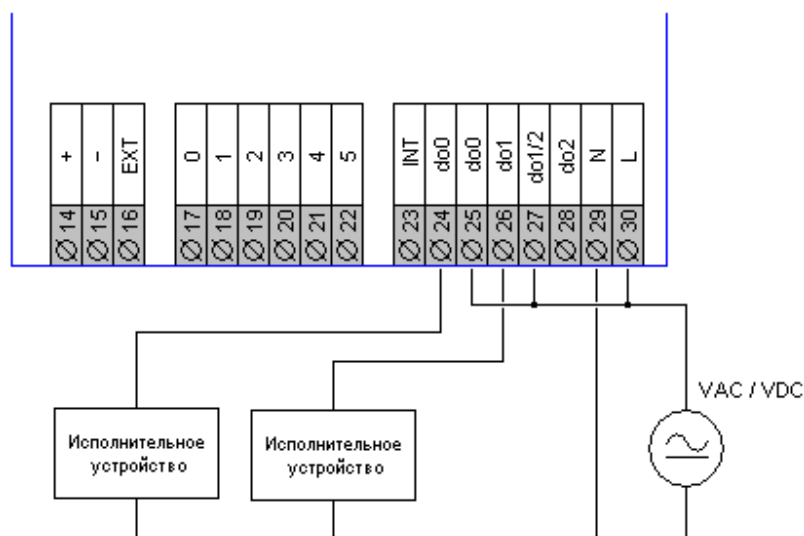 +
−
EXT
0
1
2
3
4
5
INT
do0
do0
do1
do1/2
do2
N
L
Ø 14
Ø 15
Ø 16
Ø 17
Ø 18
Ø 19
Ø 20
Ø 21
Ø 22
Ø 23
Ø 24
Ø 25
Ø 26
Ø 27
Ø 28
Ø 29
Ø 30
VAC / VDC
Исполнительное
устройство
Исполнительное
устройство